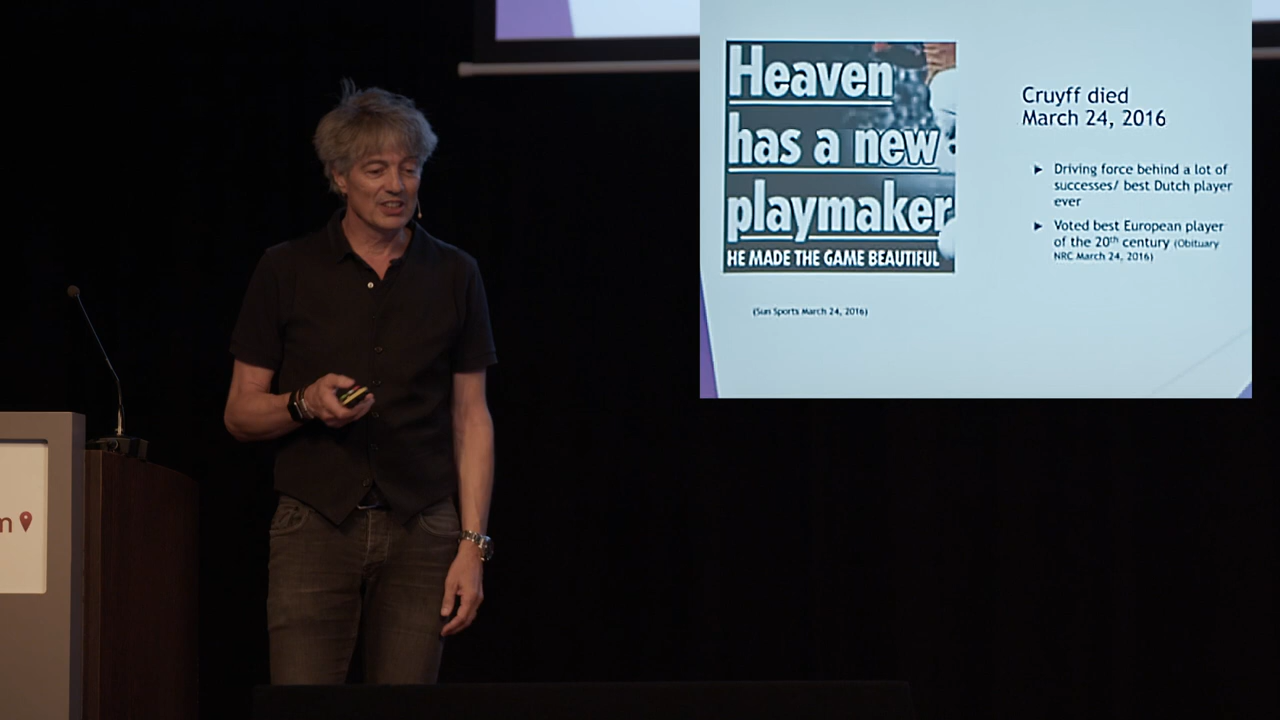 Heaven
has a new
playmaker
HE MADE THE GAME BEAUTIFUL
(Sun Sports March 24, 2016)
Cruyff died
March 24, 2016
Driving force behind a lot of
successes/ best Dutch player
ever
Voted best European player
of the 20th century (Obituary
NRC March 24, 2016)
m